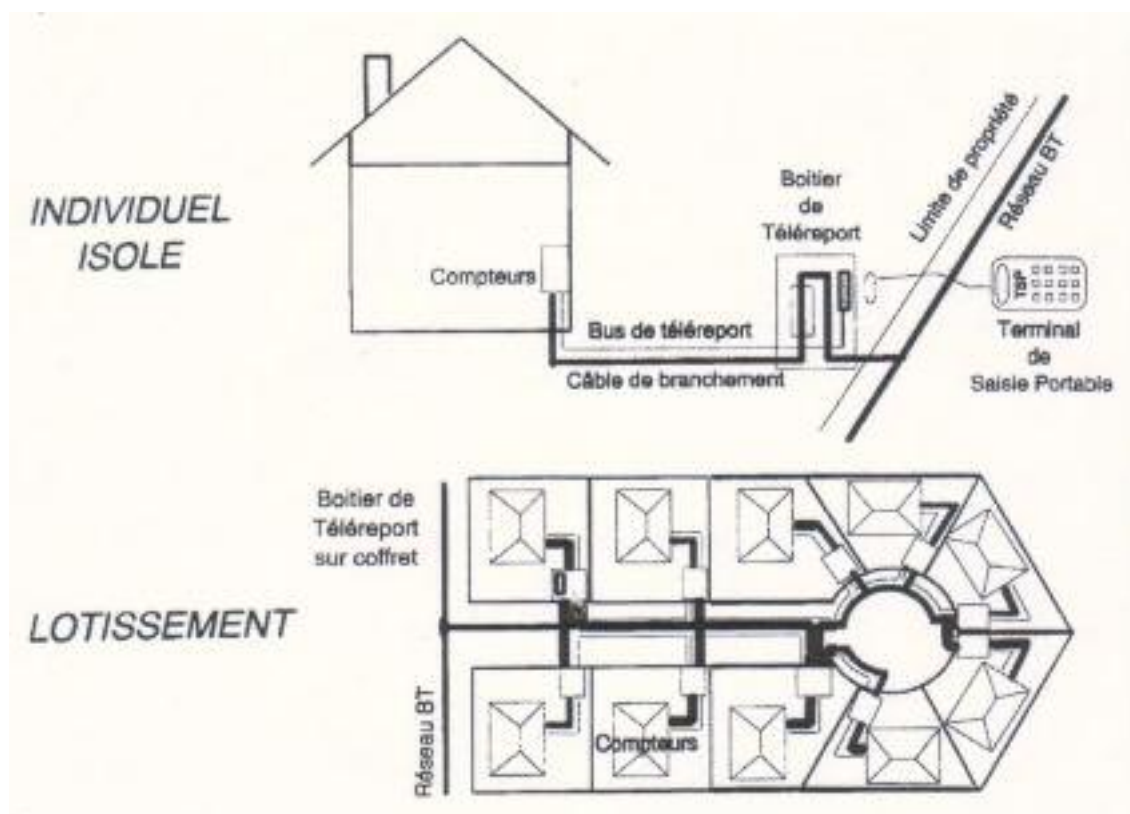 INDIVIDUEL
ISOLE
Compteurs
Boitier
de
Téléreport
Limite de propriété
Réseau BT
TSP
Terminal
de
Saisie Portable
Bus de téléreport
Câble de branchement
Boitier de
Téléreport
sur coffret
LOTISSEMENT
Réseau BT
Compteurs